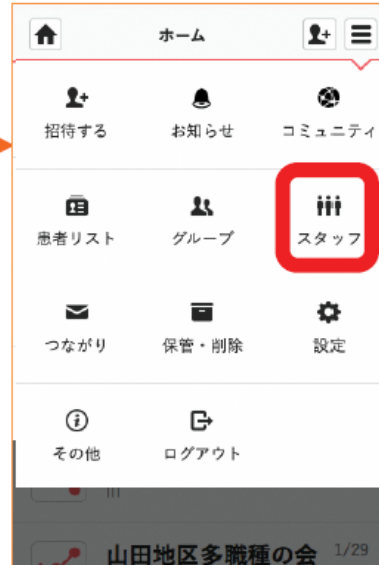 ホーム
招待する お知らせ コミュニティ
患者リスト グループ スタッフ
つながり 保管・削除 設定
その他 ログアウト
山田地区多職種の会 1/29